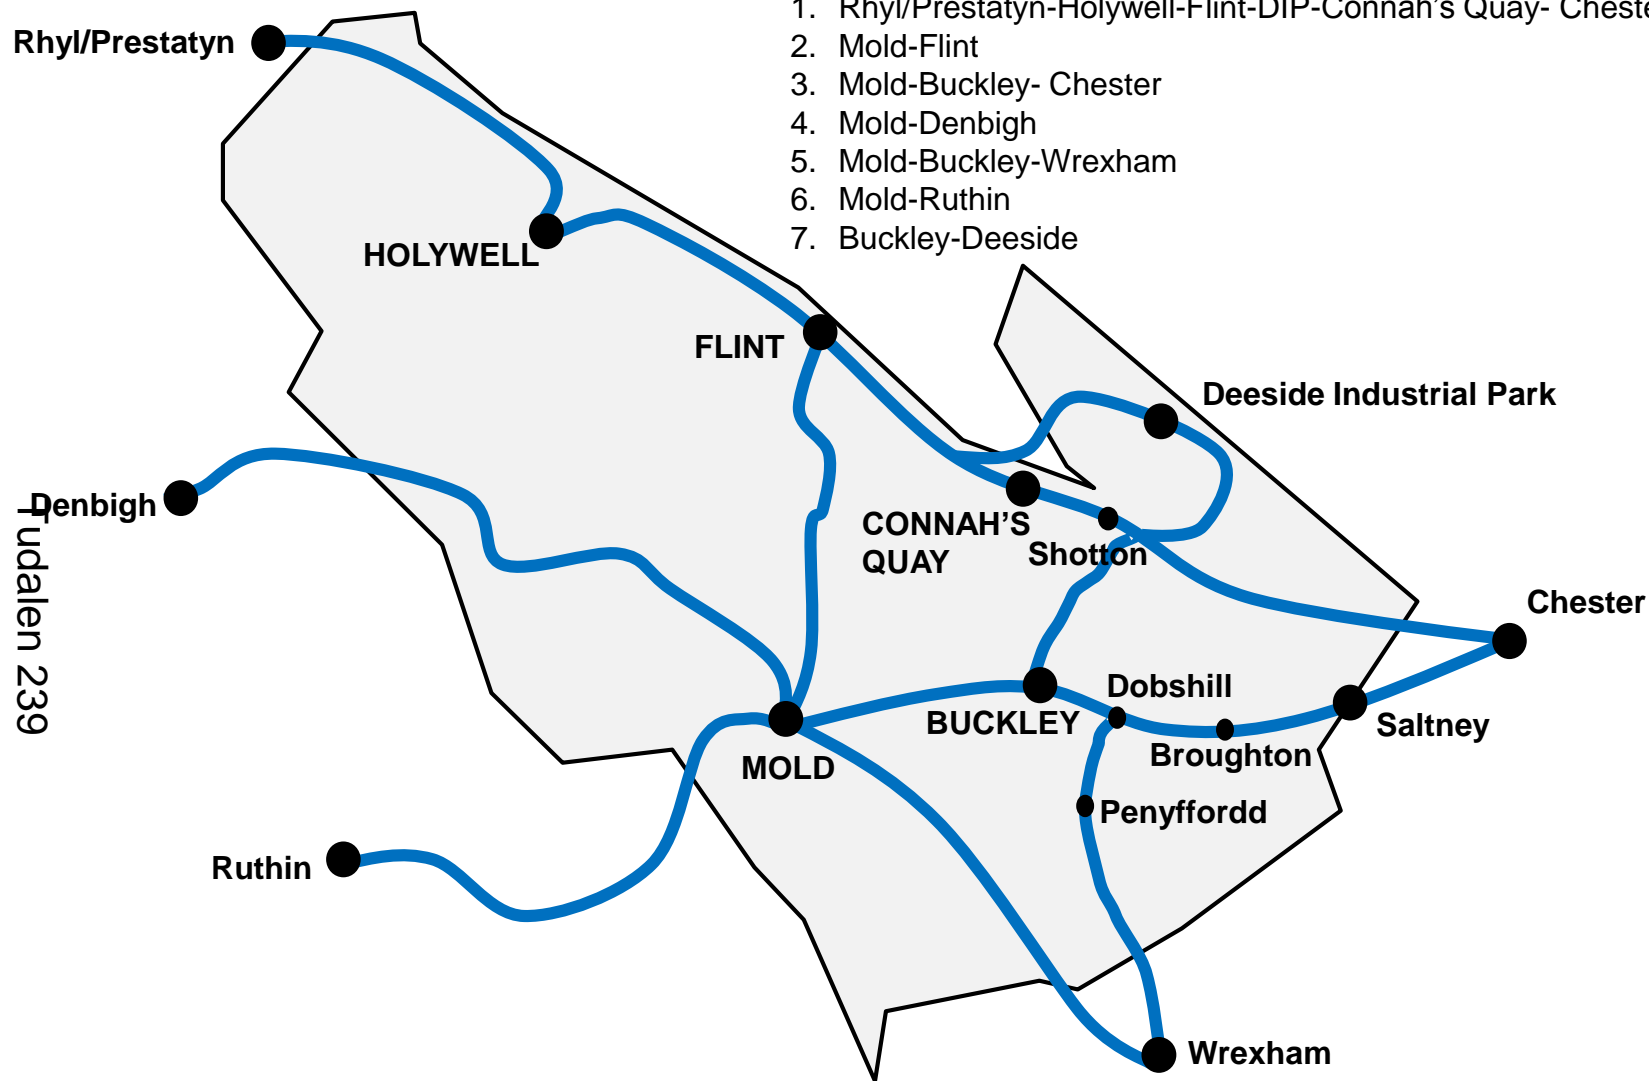 1. Rhyl/Prestatyn-Holywell-Flint-DIP-Connah's Quay- Cheste
2. Mold-Flint
3. Mold-Buckley- Chester
4. Mold-Denbigh
5. Mold-Buckley-Wrexham
6. Mold-Ruthin
7. Buckley-Deeside
Rhyl/Prestatyn
HOLYWELL
FLINT
Deeside Industrial Park
Denbigh
CONNAH'S
QUAY
Shotton
Chester
Dobshill
BUCKLEY
Saltney
Broughton
MOLD
Penyffordd
Ruthin
Wrexham
Tudalen 239